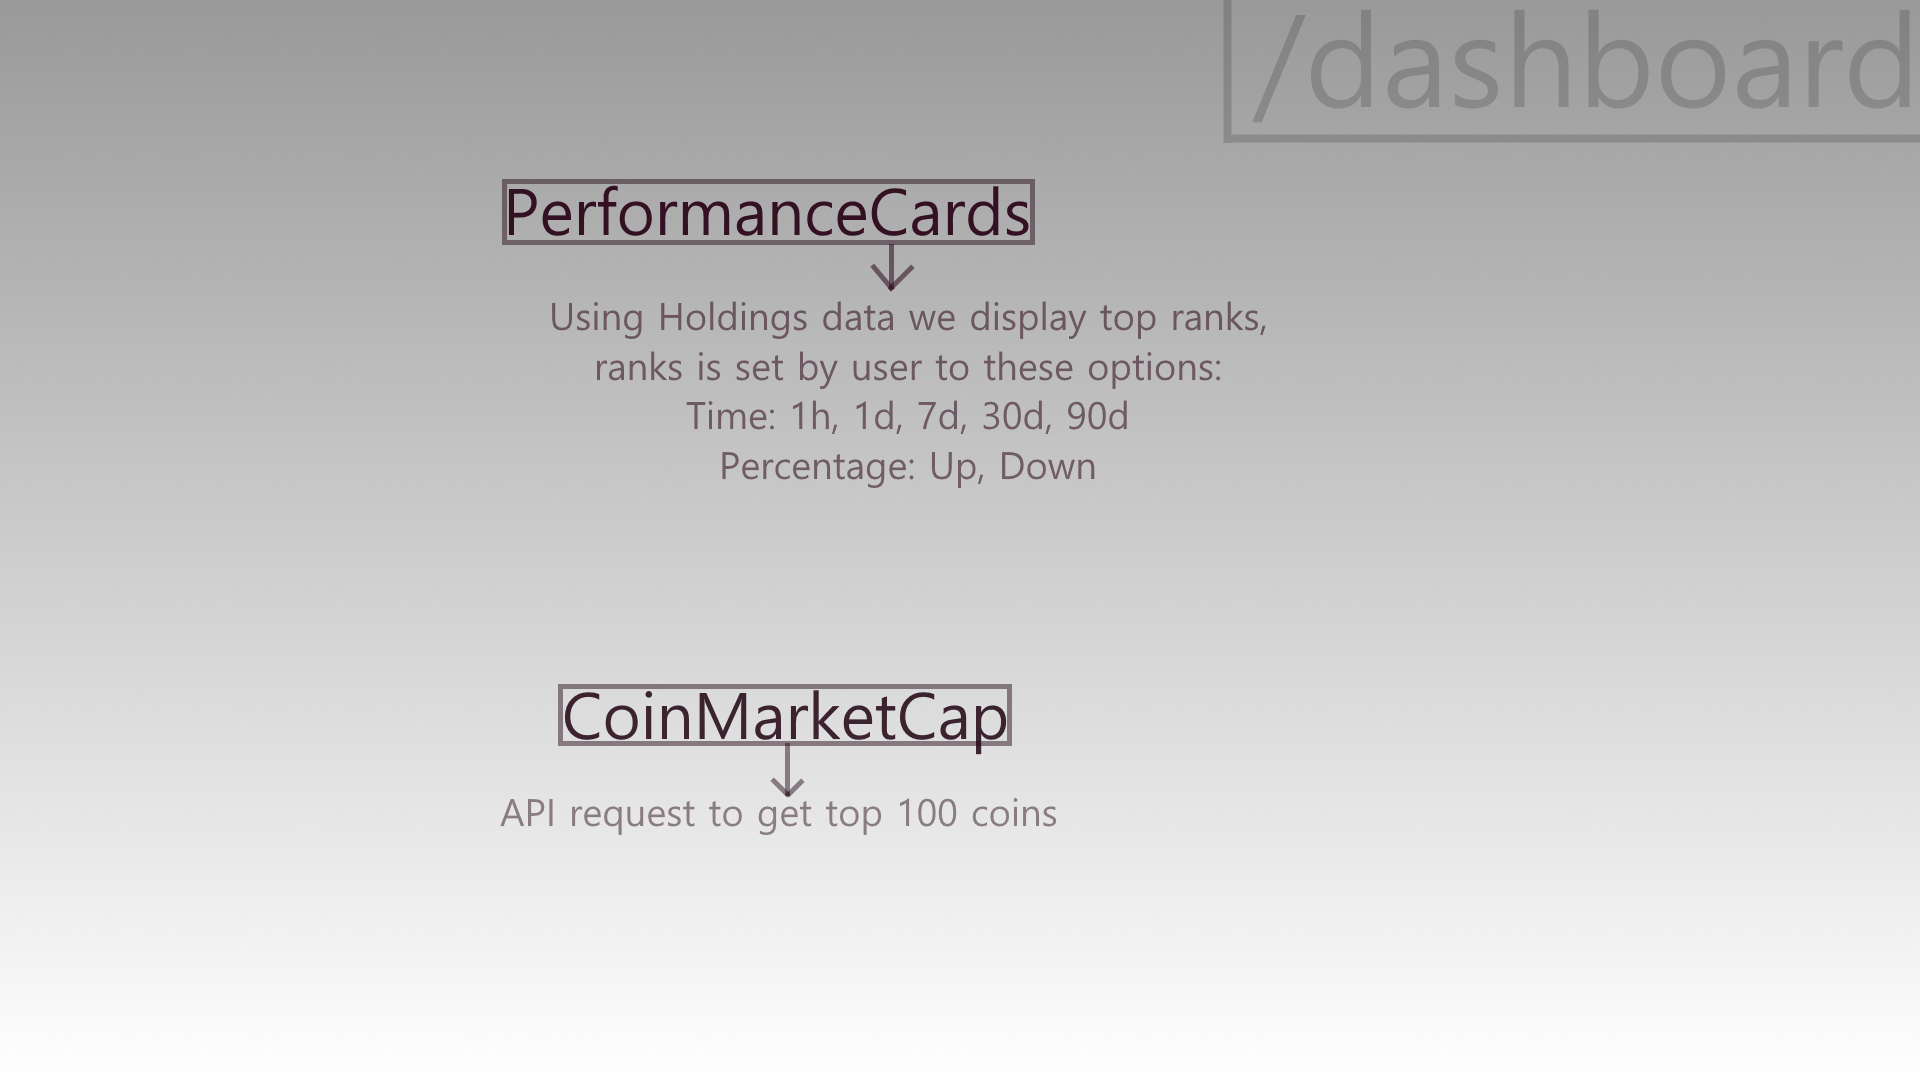 /dashboard
PerformanceCards
Using Holdings data we display top ranks,
ranks is set by user to these options:
Time: 1h, 1d, 7d, 30d, 90d
Percentage: Up, Down
CoinMarketCap
API request to get top 100 coins